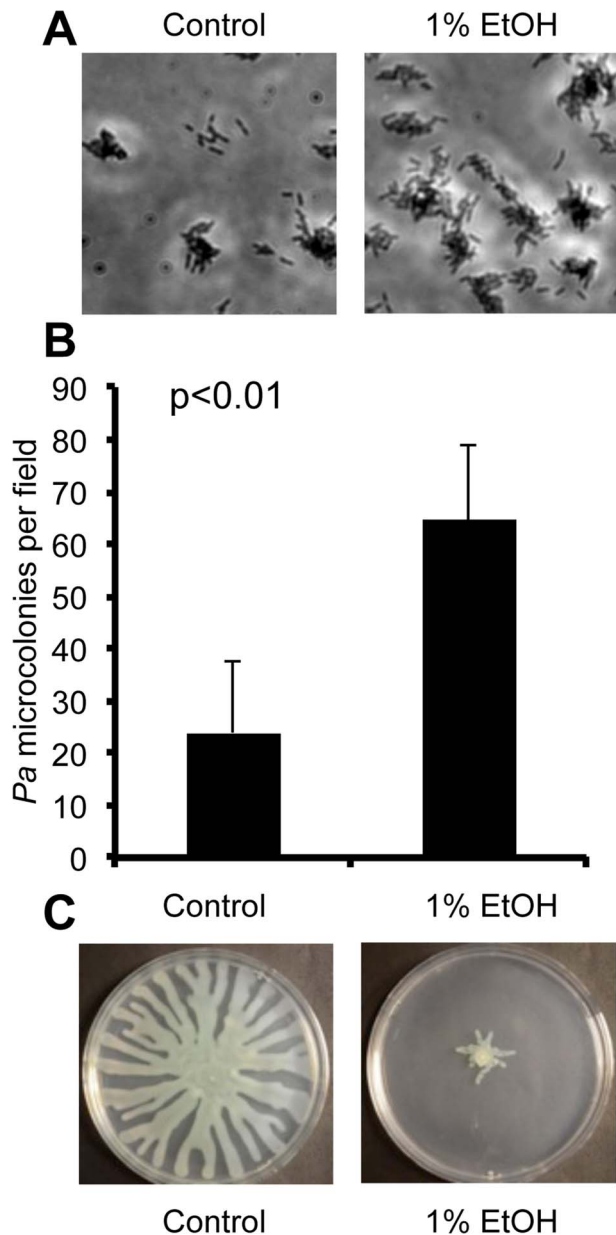 A
Control
1% EtOH
B
p<0.01
Pa microcolonies per field
90
80
70
60
50
40
30
20
10
0
Control
1% EtOH
C
Control
1% EtOH